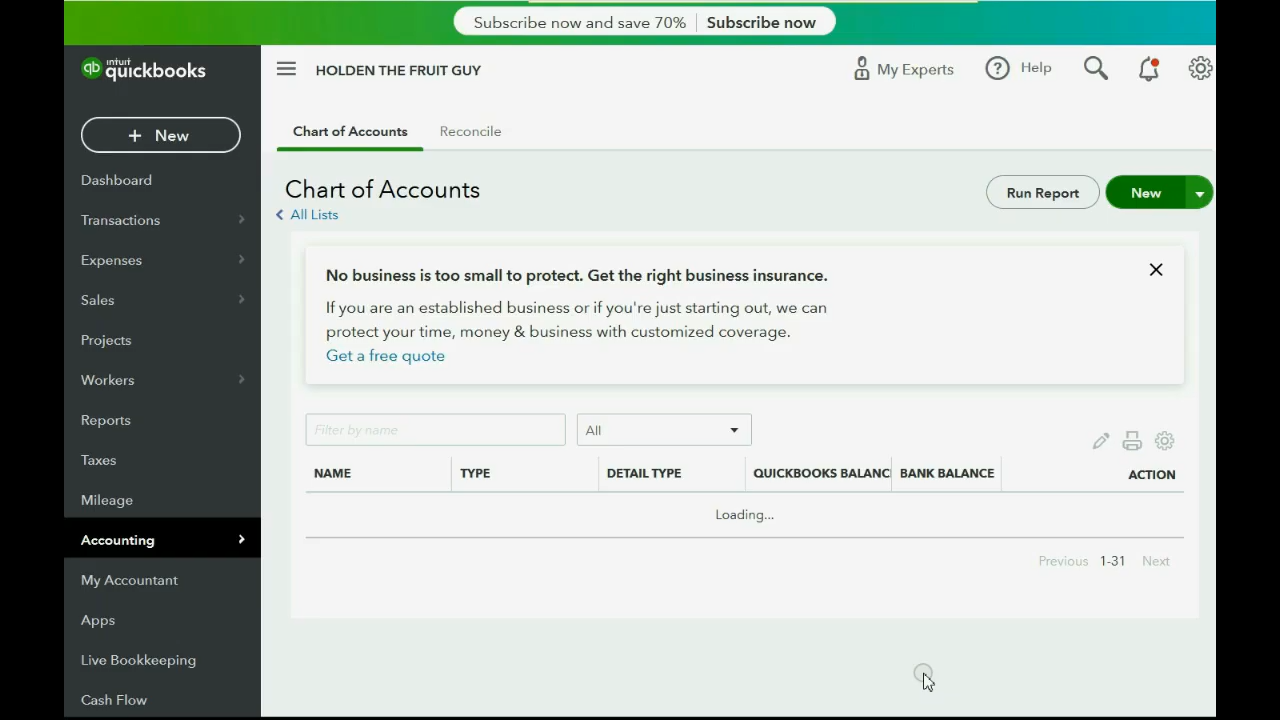 Subscribe now and save 70% Subscribe now
intuit quickbooks
HOLDEN THE FRUIT GUY
My Experts
Help
+ New
Dashboard
Transactions
Expenses
Sales
Projects
Workers
Reports
Taxes
Mileage
Accounting
My Accountant
Apps
Live Bookkeeping
Cash Flow
Chart of Accounts
Reconcile
Chart of Accounts
All Lists
Run Report
New
No business is too small to protect. Get the right business insurance.
If you are an established business or if you're just starting out, we can
protect your time, money & business with customized coverage.
Get a free quote
Filter by name
All
NAME TYPE DETAIL TYPE QUICKBOOKS BALANC BANK BALANCE ACTION
Loading...
Previous 1-31 Next